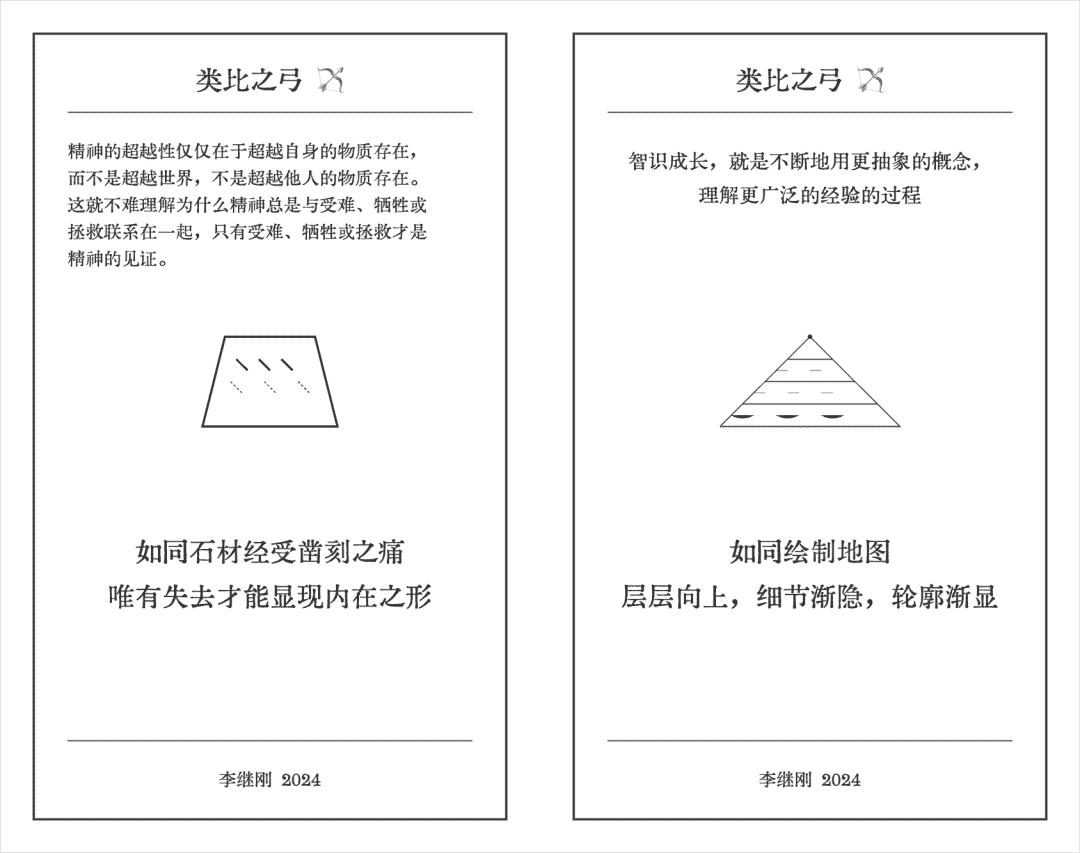 类比之弓 🏹
精神的超越性仅仅在于超越自身的物质存在，
而不是超越世界，不是超越他人的物质存在。
这就不难理解为什么精神总是与受难、牺牲或
拯救联系在一起，只有受难、牺牲或拯救才是
精神的见证。
如同石材经受凿刻之痛
唯有失去才能显现内在之形
李继刚 2024
类比之弓 🏹
智识成长，就是不断地用更抽象的概念，
理解更广泛的经验的过程
如同绘制地图
层层向上，细节渐隐，轮廓渐显
李继刚 2024